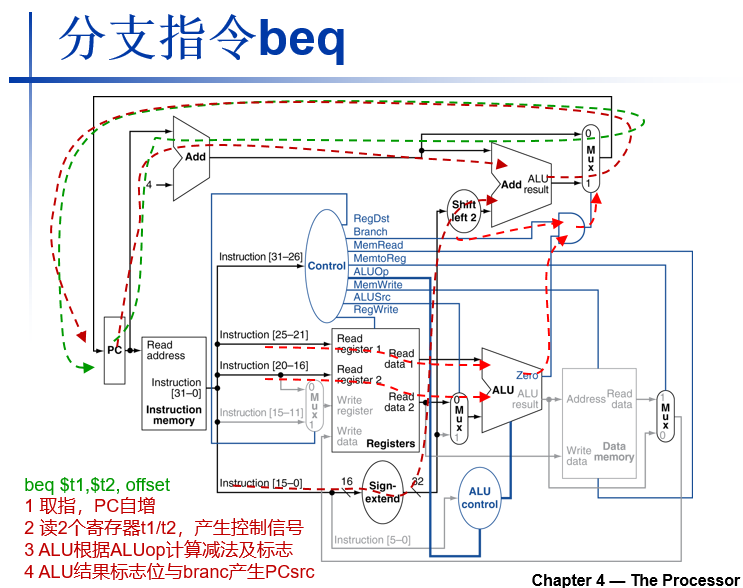 分支指令beq
Add
4
Add
ALU
result
0
M
u
x
1
Shift
left 2
RegDst
Branch
MemRead
MemtoReg
ALUOp
MemWrite
ALUSrc
RegWrite
Control
Instruction [31–26]
Instruction [25–21]
Instruction [20–16]
Instruction [15–11]
Instruction [15–0]
Instruction [5–0]
PC
Read
address
Instruction
[31–0]
Instruction
memory
0
M
u
x
1
Read
register 1
Read
register 2
Write
register
Write
data
Read
data 1
Read
data 2
Registers
0
M
u
x
1
Zero
ALU
ALU
result
Address
Read
data
Write
data
Data
memory
1
M
u
x
0
16
Sign-
extend
32
ALU
control
beq $t1,$t2, offset
1 取指，PC自增
2 读2个寄存器t1/t2，产生控制信号
3 ALU根据ALUop计算减法及标志
4 ALU结果标志位与branc产生PCsrc
Chapter 4 — The Processor